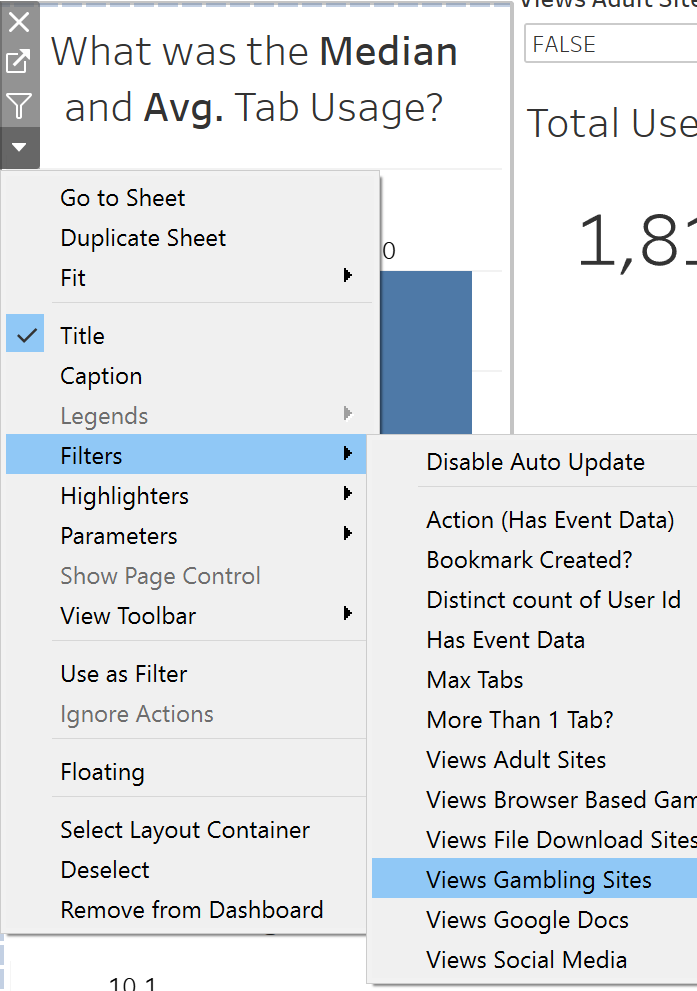 What was the Median
and Avg. Tab Usage?
FALSE
Go to Sheet
Duplicate Sheet
Fit
Title
Caption
Legends
Filters
Highlighters
Parameters
Show Page Control
View Toolbar
Use as Filter
Ignore Actions
Floating
Select Layout Container
Deselect
Remove from Dashboard
Disable Auto Update
Action (Has Event Data)
Bookmark Created?
Distinct count of User Id
Has Event Data
Max Tabs
More Than 1 Tab?
Views Adult Sites
Views Browser Based Gam
Views File Download Sites
Views Gambling Sites
Views Google Docs
Views Social Media
Views Adult Site
Total Use
1,81
0
10.1